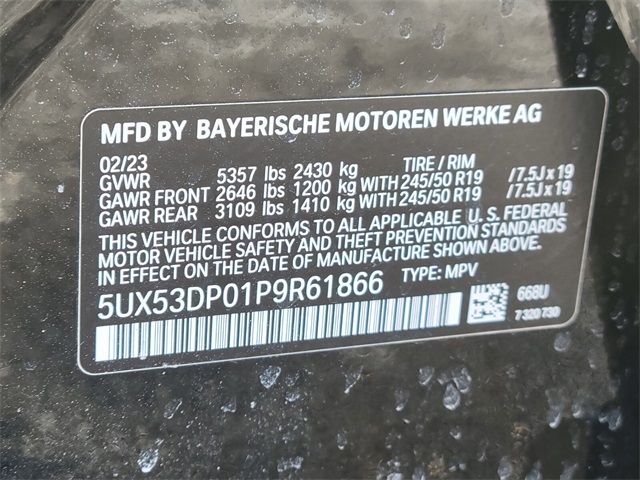 MFD BY BAYERISCHE MOTOREN WERKE AG
02/23 TIRE / RIM
GVWR 5357 lbs 2430 kg
GAWR FRONT 2646 lbs 1200 kg WITH 245/50 R19 /7.5J x 19
GAWR REAR 3109 lbs 1410 kg WITH 245/50 R19 /7.5J x 19
THIS VEHICLE CONFORMS TO ALL APPLICABLE U. S. FEDERAL
MOTOR VEHICLE SAFETY AND THEFT PREVENTION STANDARDS
IN EFFECT ON THE DATE OF MANUFACTURE SHOWN ABOVE.
5UX53DP01P9R61866 TYPE: MPV
668U
7 320 730